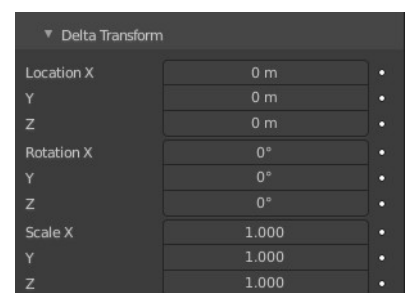 Delta Transform
Location X 0 m
Y 0 m
Z 0 m
Rotation X 0°
Y 0°
Z 0°
Scale X 1.000
Y 1.000
Z 1.000